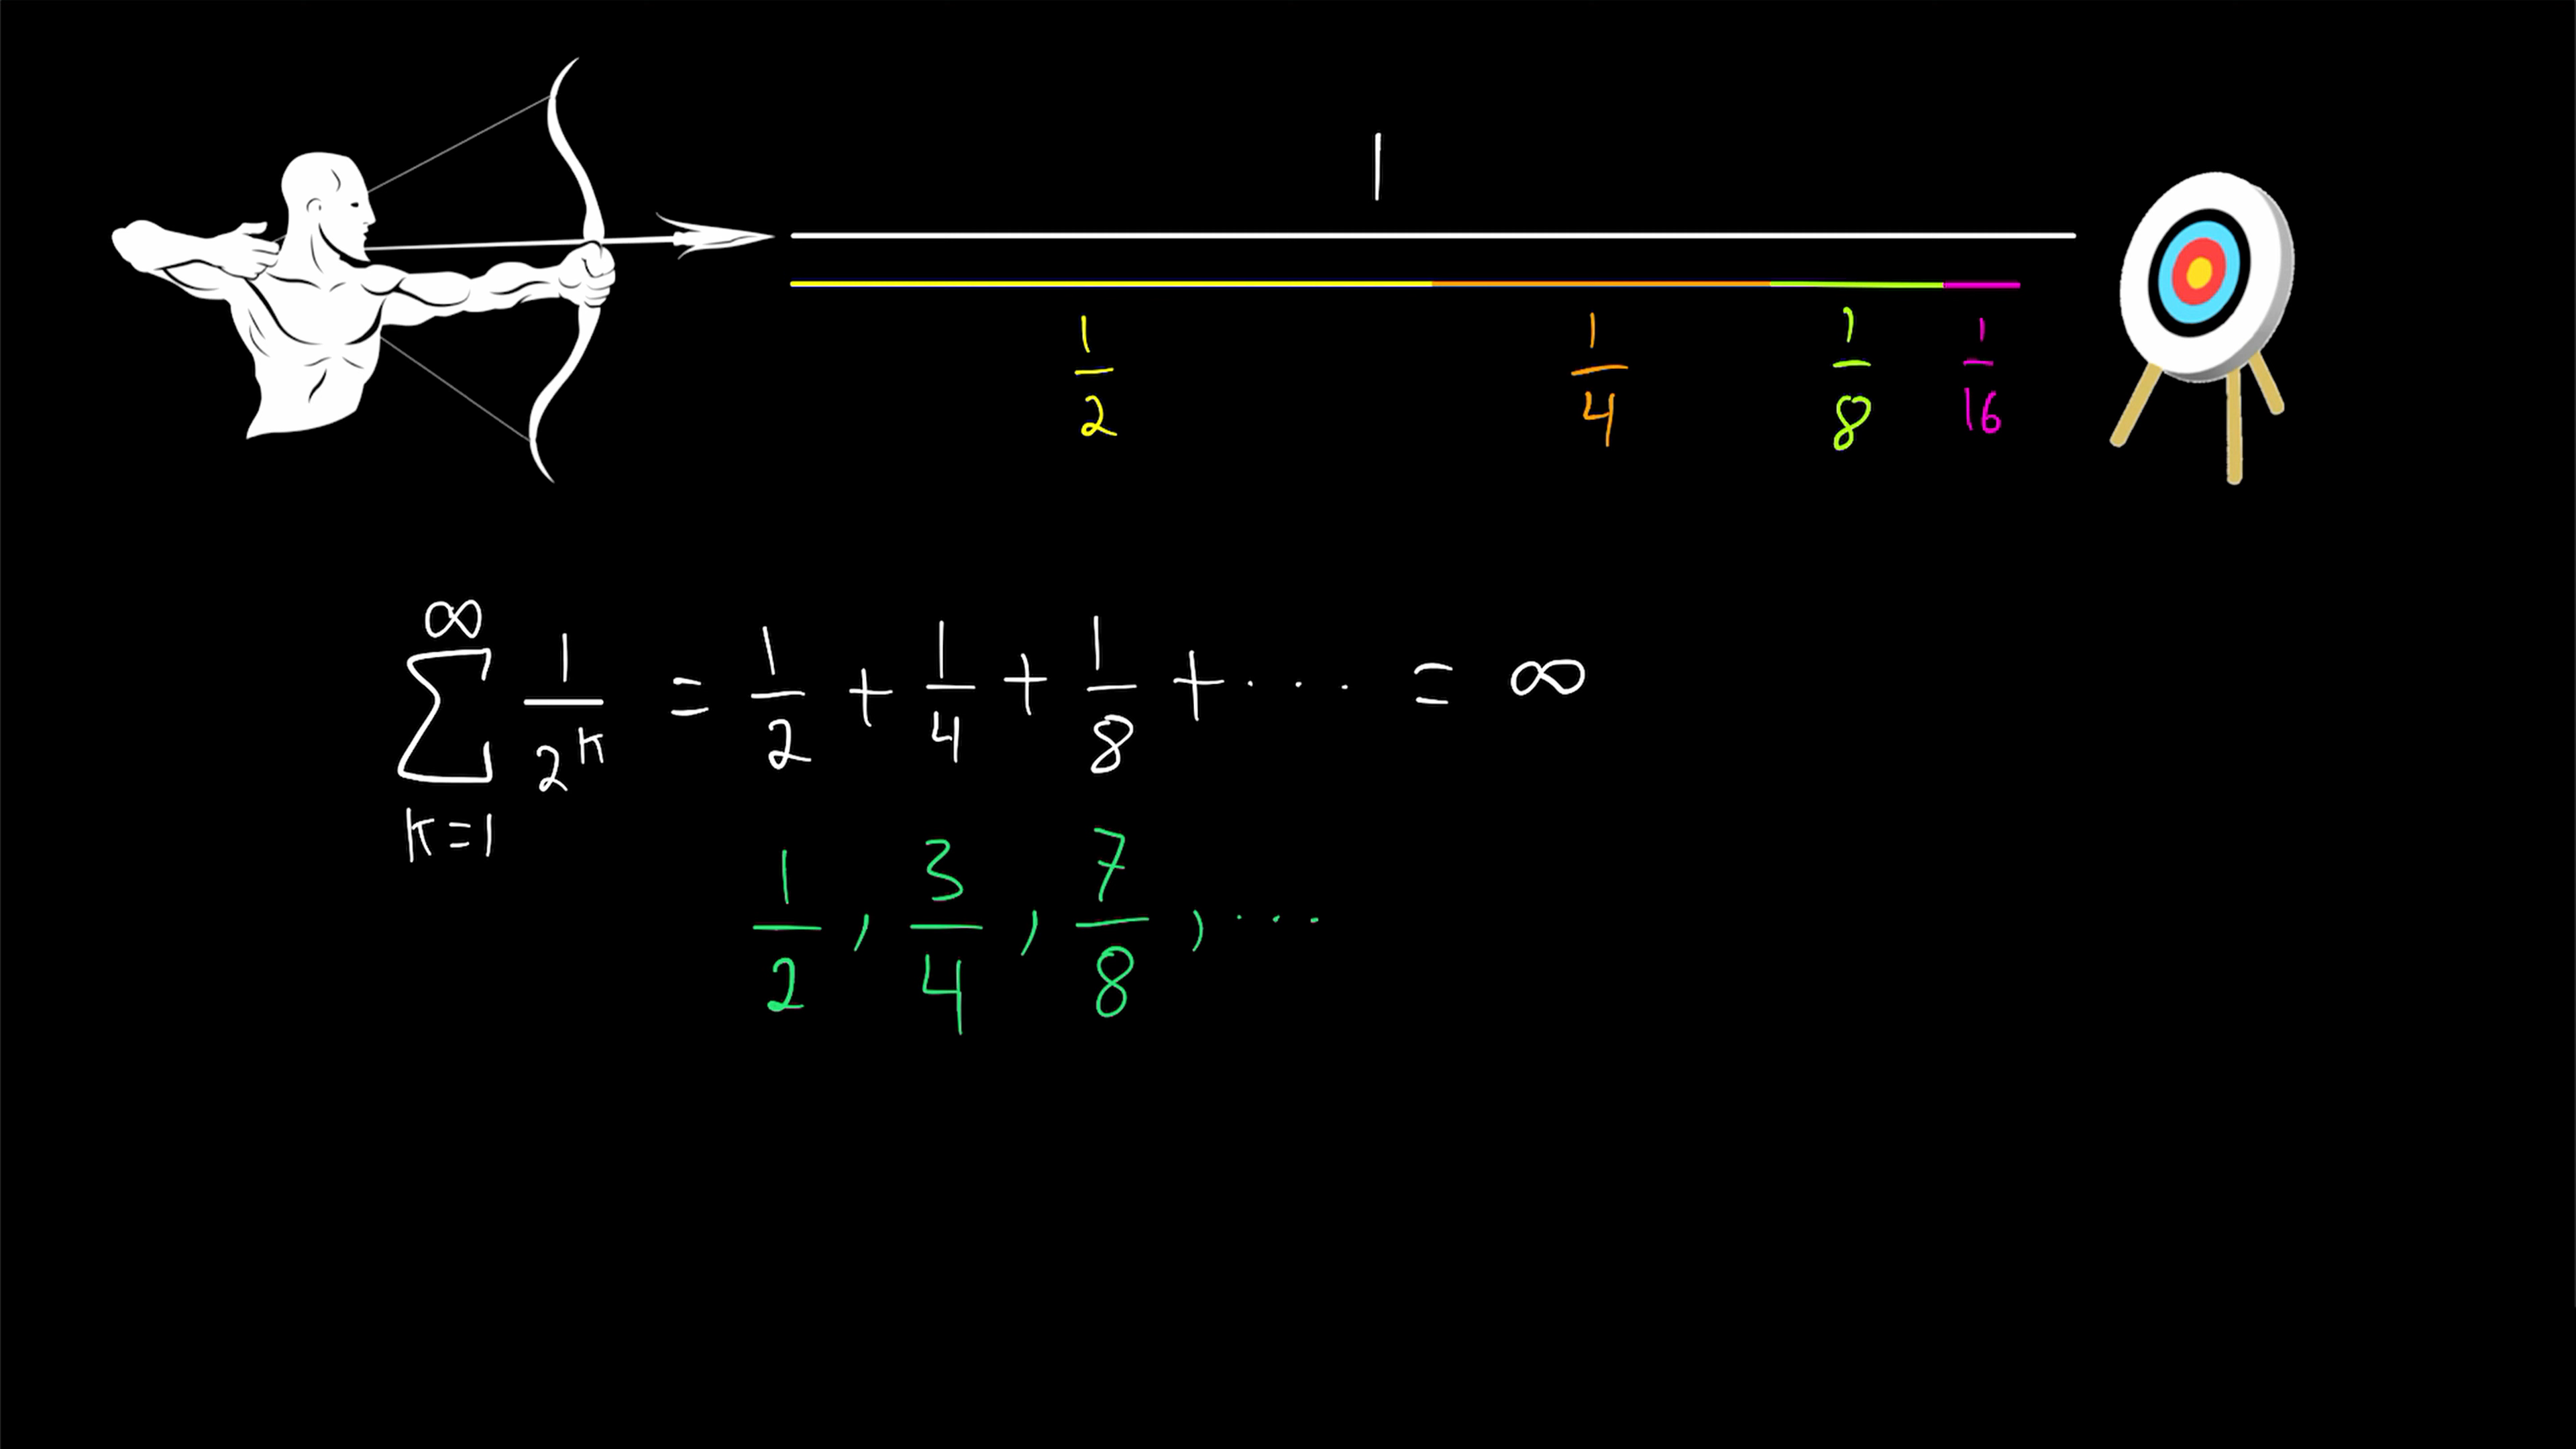 1
1/2 1/4 1/8 1/16
∞
∑ 1/2^k = 1/2 + 1/4 + 1/8 + ... = ∞
k=1
1/2 , 3/4 , 7/8 , ...